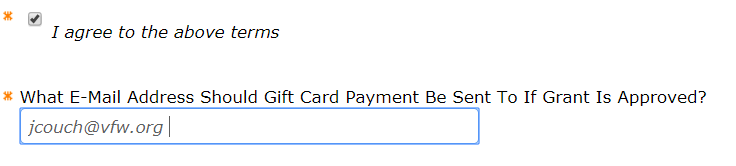 * I agree to the above terms
* What E-Mail Address Should Gift Card Payment Be Sent To If Grant Is Approved?
jcouch@vfw.org